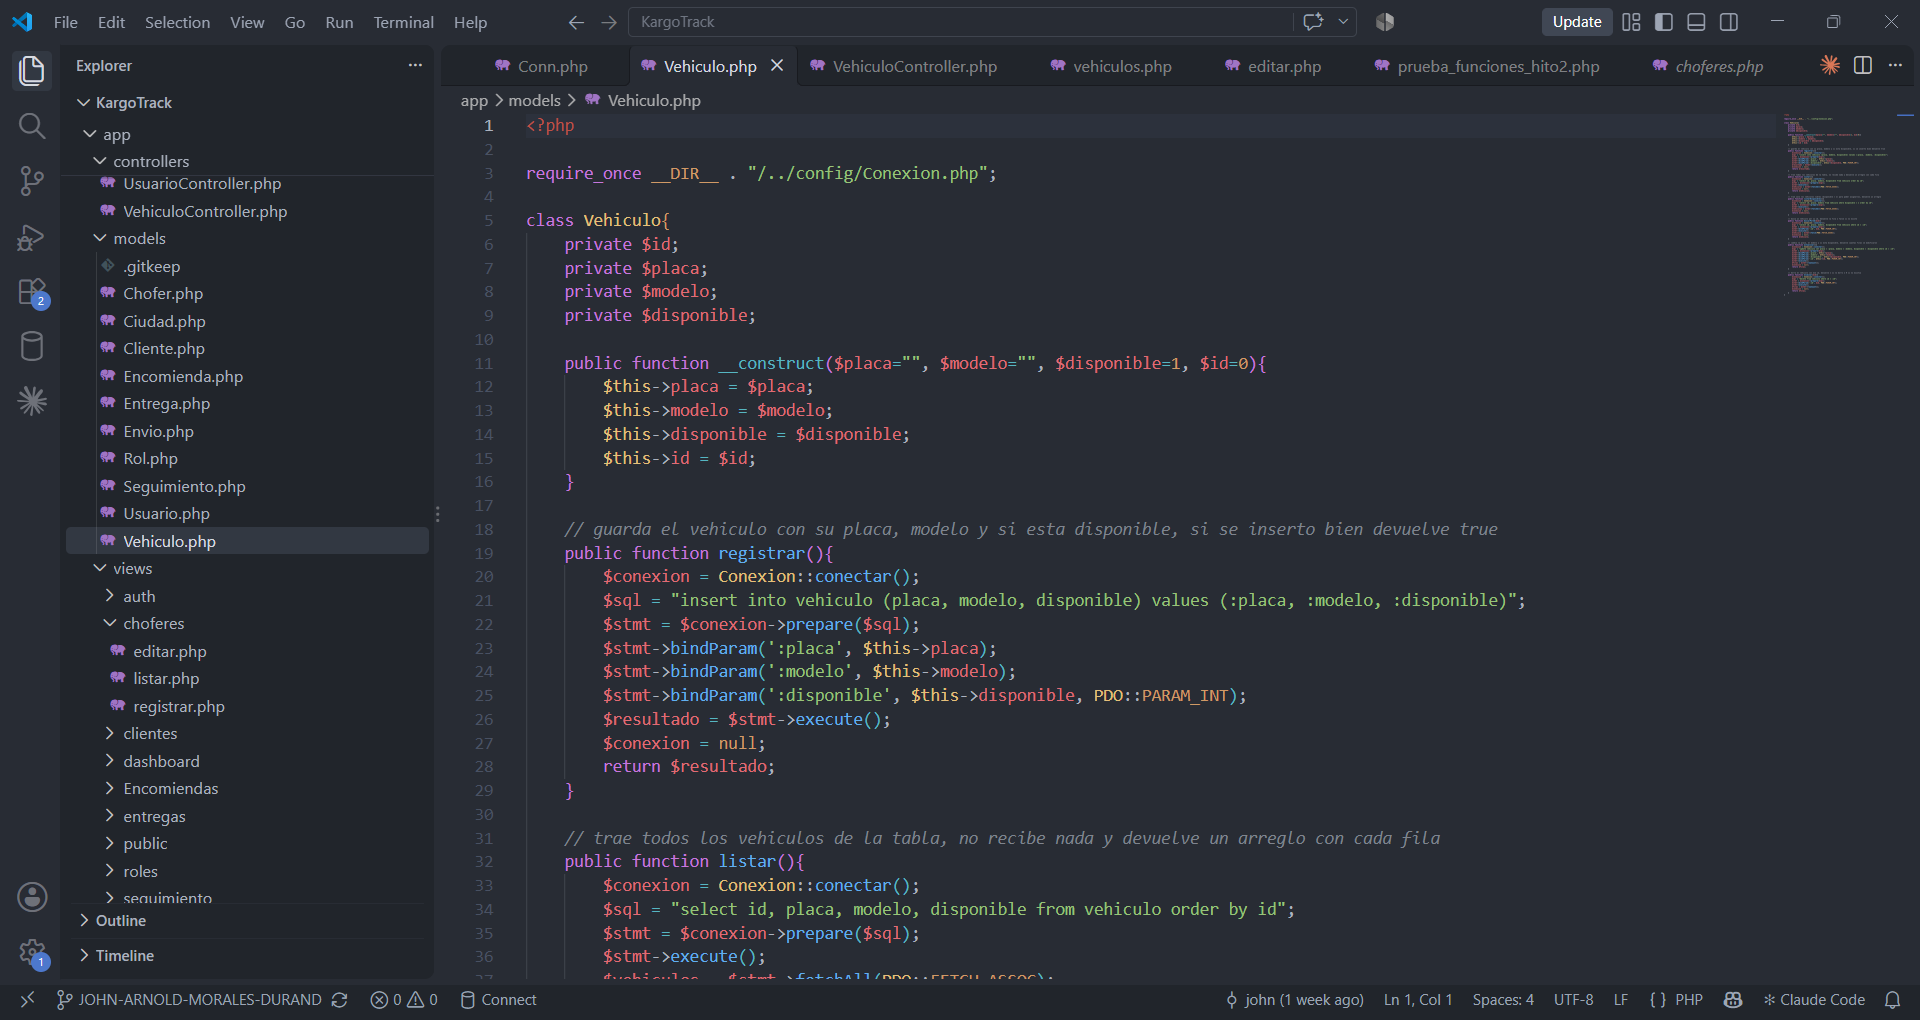 File Edit Selection View Go Run Terminal Help
KargoTrack
Update
Explorer
KargoTrack
app
controllers
UsuarioController.php
VehiculoController.php
models
.gitkeep
Chofer.php
Ciudad.php
Cliente.php
Encomienda.php
Entrega.php
Envio.php
Rol.php
Seguimiento.php
Usuario.php
Vehiculo.php
views
auth
choferes
editar.php
listar.php
registrar.php
clientes
dashboard
Encomiendas
entregas
public
roles
seguimiento
Outline
Timeline
2
1
Conn.php Vehiculo.php VehiculoController.php vehiculos.php editar.php prueba_funciones_hito2.php choferes.php
app > models > Vehiculo.php
1 <?php
2
3 require_once __DIR__ . "/../config/Conexion.php";
4
5 class Vehiculo{
6 private $id;
7 private $placa;
8 private $modelo;
9 private $disponible;
10
11 public function __construct($placa="", $modelo="", $disponible=1, $id=0){
12 $this->placa = $placa;
13 $this->modelo = $modelo;
14 $this->disponible = $disponible;
15 $this->id = $id;
16 }
17
18 // guarda el vehiculo con su placa, modelo y si esta disponible, si se inserto bien devuelve true
19 public function registrar(){
20 $conexion = Conexion::conectar();
21 $sql = "insert into vehiculo (placa, modelo, disponible) values (:placa, :modelo, :disponible)";
22 $stmt = $conexion->prepare($sql);
23 $stmt->bindParam(':placa', $this->placa);
24 $stmt->bindParam(':modelo', $this->modelo);
25 $stmt->bindParam(':disponible', $this->disponible, PDO::PARAM_INT);
26 $resultado = $stmt->execute();
27 $conexion = null;
28 return $resultado;
29 }
30
31 // trae todos los vehiculos de la tabla, no recibe nada y devuelve un arreglo con cada fila
32 public function listar(){
33 $conexion = Conexion::conectar();
34 $sql = "select id, placa, modelo, disponible from vehiculo order by id";
35 $stmt = $conexion->prepare($sql);
36 $stmt->execute();
37 $vehiculos = $stmt->fetchAll(PDO::FETCH_ASSOC);
JOHN-ARNOLD-MORALES-DURAND 0 0 Connect john (1 week ago) Ln 1, Col 1 Spaces: 4 UTF-8 LF { } PHP Claude Code